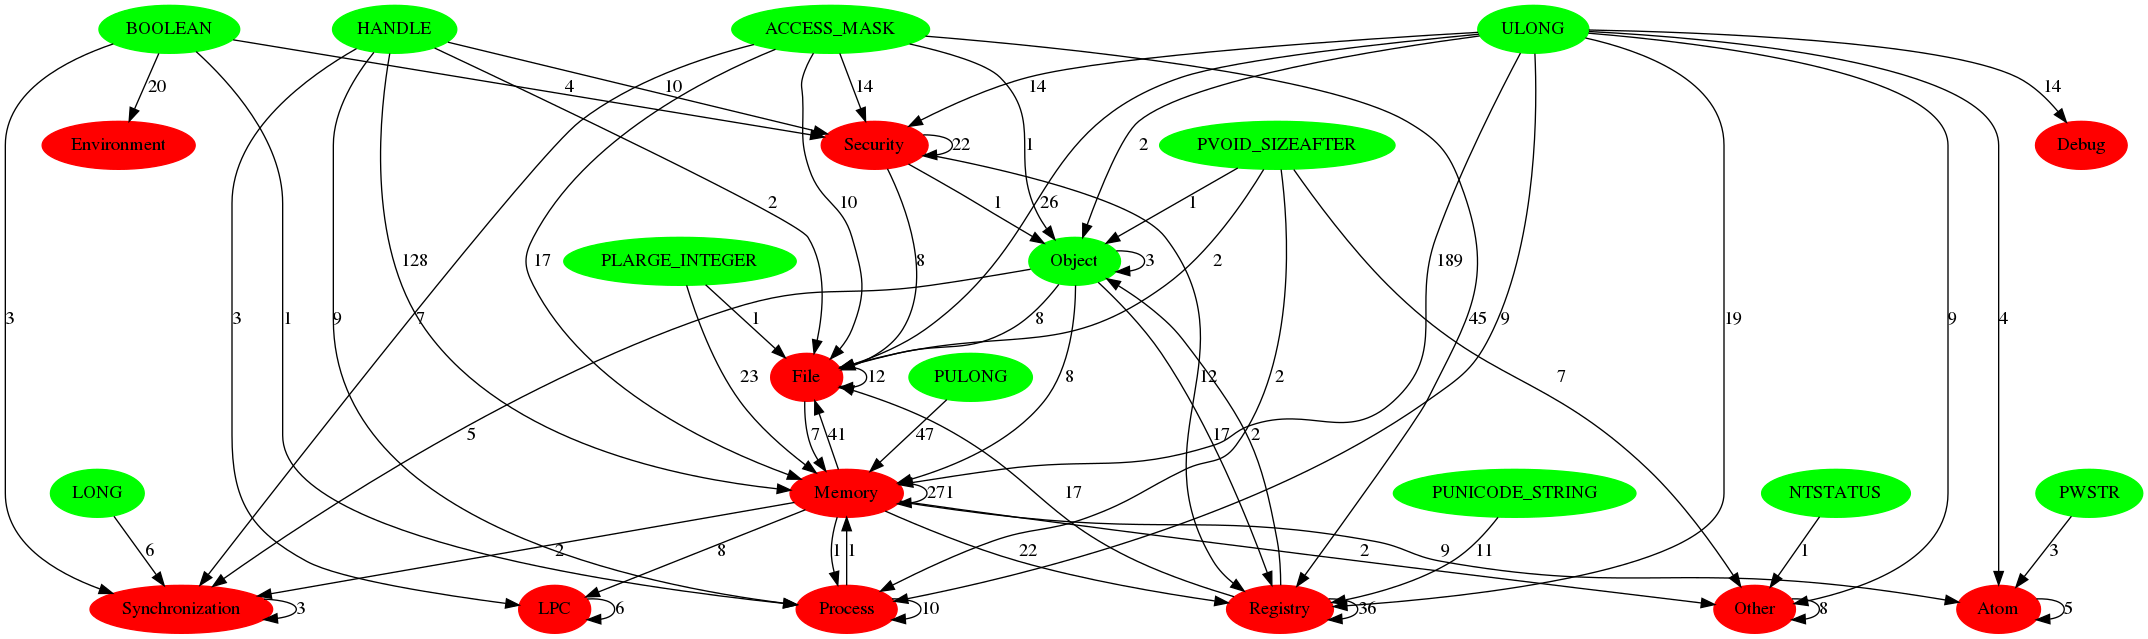 BOOLEAN HANDLE ACCESS_MASK ULONG
20 4 10 14 14 14
Environment Security 22 1 2 PVOID_SIZEAFTER Debug
2 10 1 26 1
128 17 PLARGE_INTEGER 8 Object 3 2 189
3 3 1 9 7 1 8 45 9 19 9 4
23 File 12 PULONG 8 12 2 7
5 7 41 47 17 2
LONG Memory 271 17 PUNICODE_STRING NTSTATUS PWSTR
6 2 8 1 1 22 11 2 9 1 3
Synchronization 3 LPC 6 Process 10 Registry 36 Other 8 Atom 5